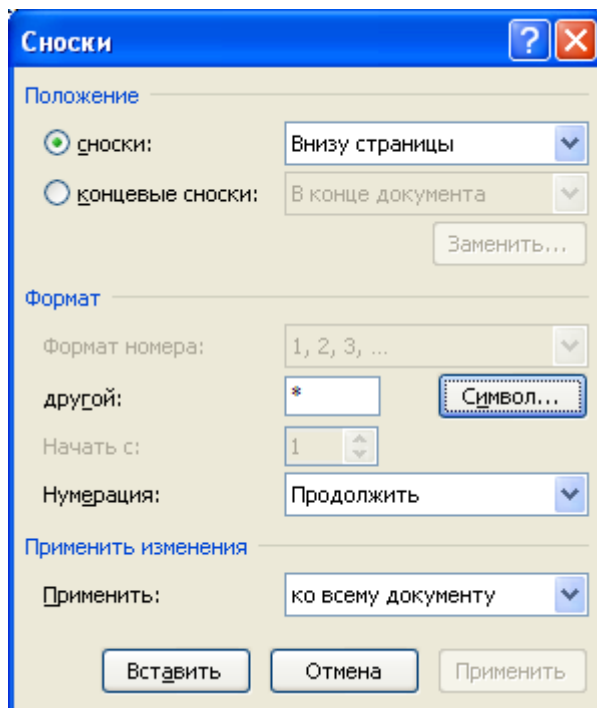 Сноски
Положение
сноски: Внизу страницы
концевые сноски: В конце документа
Заменить...
Формат
Формат номера: 1, 2, 3, ...
другой: * Символ...
Начать с: 1
Нумерация: Продолжить
Применить изменения
Применить: ко всему документу
Вставить Отмена Применить